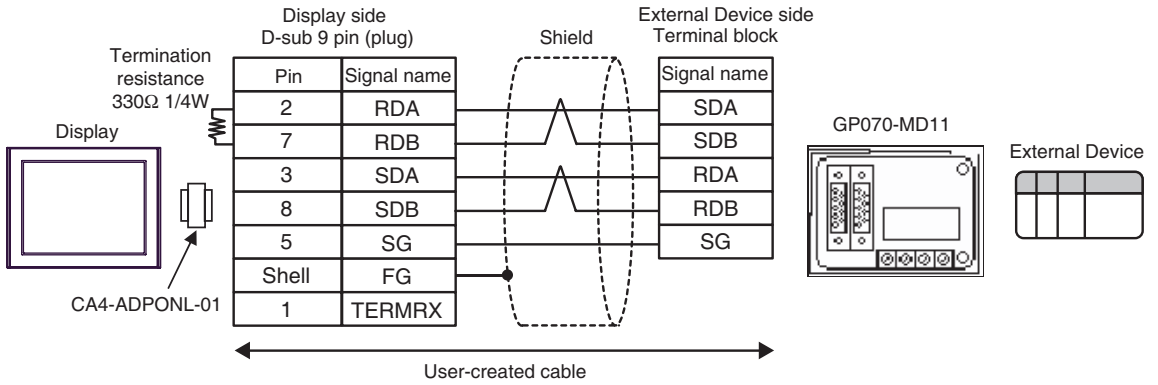 Display side
D-sub 9 pin (plug)
Shield
External Device side
Terminal block
Termination
resistance
330Ω 1/4W
Pin Signal name
Signal name
2 RDA
SDA
7 RDB
SDB
3 SDA
RDA
8 SDB
RDB
5 SG
SG
Shell FG
1 TERMRX
Display
CA4-ADPONL-01
GP070-MD11
External Device
User-created cable